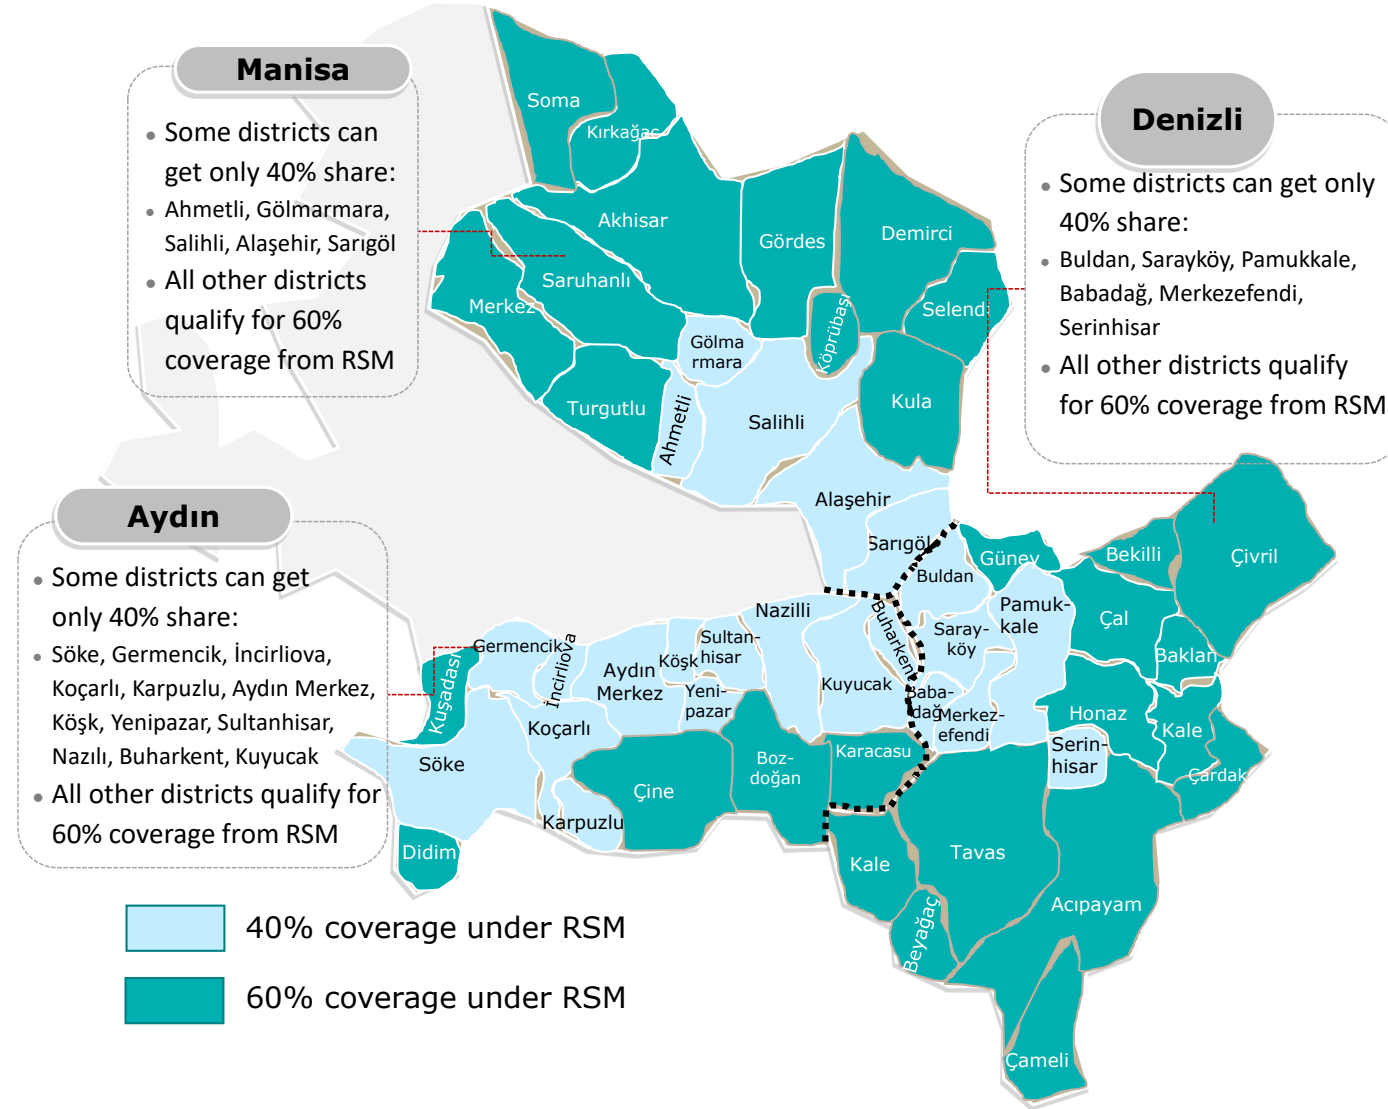 Manisa
• Some districts can
get only 40% share:
• Ahmetli, Gölmarmara,
Salihli, Alaşehir, Sarıgöl
• All other districts
qualify for 60%
coverage from RSM
Denizli
• Some districts can get only
40% share:
• Buldan, Sarayköy, Pamukkale,
Babadağ, Merkezefendi,
Serinhisar
• All other districts qualify
for 60% coverage from RSM
Aydın
• Some districts can get
only 40% share:
• Söke, Germencik, İncirliova,
Koçarlı, Karpuzlu, Aydın Merkez,
Köşk, Yenipazar, Sultanhisar,
Nazılı, Buharkent, Kuyucak
• All other districts qualify for
60% coverage from RSM
Soma
Kırkağaç
Akhisar
Gördes
Demirci
Saruhanlı
Merkez
Selend
Köprübaşı
Gölma
rmara
Turgutlu
Ahmetli
Salihli
Kula
Alaşehir
Sarıgöl
Buldan
Güney
Bekilli
Çivril
Pamuk-
kale
Çal
Saray-
köy
Baklan
Nazilli
Buharkent
Germencik
İncirliova
Aydın
Merkez
Köşk
Sultan-
hisar
Yeni-
pazar
Kuyucak
Baba-
dağ
Merkez-
efendi
Kuşadası
Honaz
Kale
Serin-
hisar
Çardak
Söke
Koçarlı
Çine
Boz-
doğan
Karacasu
Karpuzlu
Didim
Kale
Tavas
Acıpayam
Beyağaç
Çameli
40% coverage under RSM
60% coverage under RSM